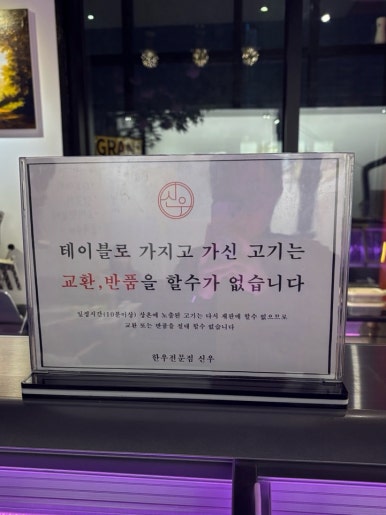 GRAN
신우
테이블로 가지고 가신 고기는
교환,반품을 할수가 없습니다
일정시간(10분이상) 상온에 노출된 고기는 다시 재판매 할수 없으므로
교환 또는 반품을 절대 할수 없습니다
한우전문점 신우